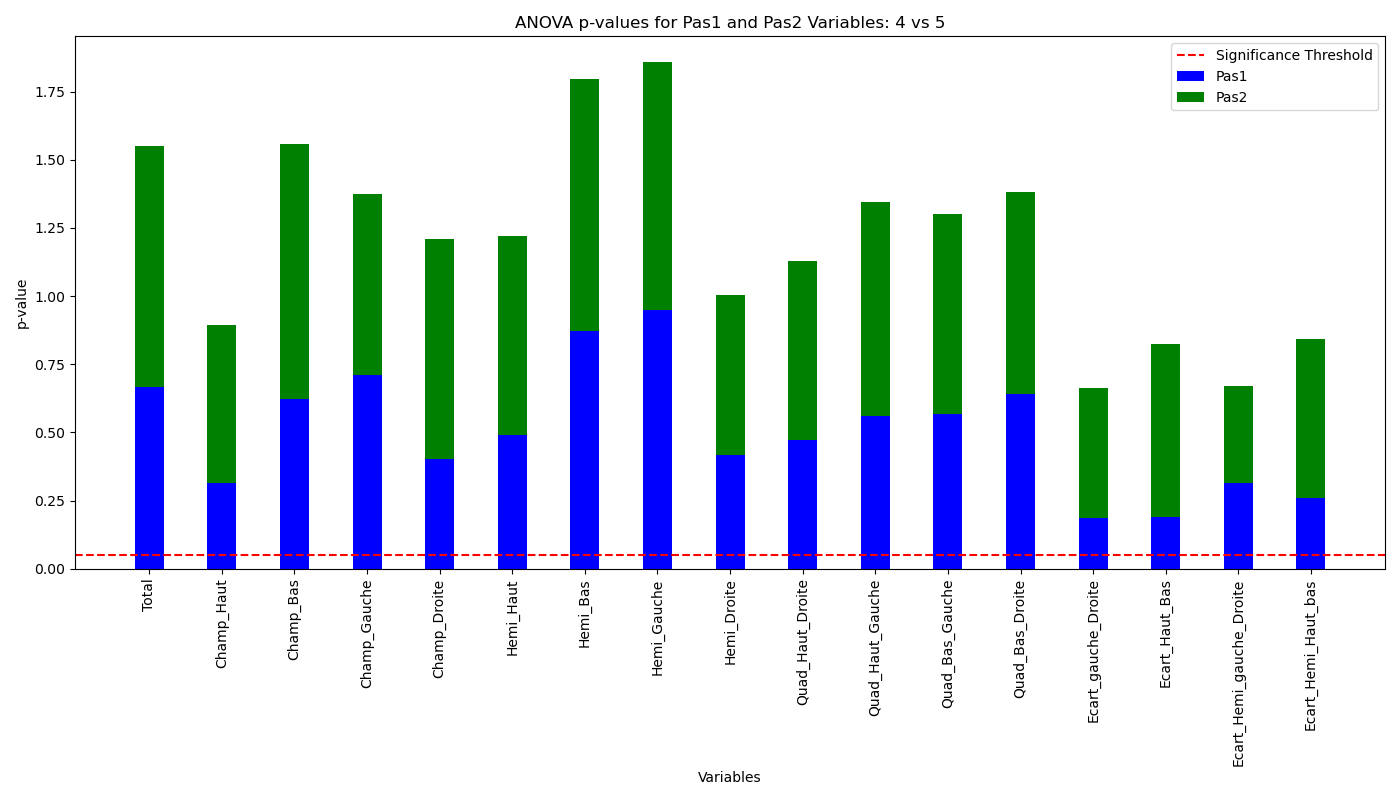 ANOVA p-values for Pas1 and Pas2 Variables: 4 vs 5
Significance Threshold
Pas1
Pas2
p-value
1.75
1.50
1.25
1.00
0.75
0.50
0.25
0.00
Total
Champ_Haut
Champ_Bas
Champ_Gauche
Champ_Droite
Hemi_Haut
Hemi_Bas
Hemi_Gauche
Hemi_Droite
Quad_Haut_Droite
Quad_Haut_Gauche
Quad_Bas_Gauche
Quad_Bas_Droite
Ecart_gauche_Droite
Ecart_Haut_Bas
Ecart_Hemi_gauche_Droite
Ecart_Hemi_Haut_bas
Variables